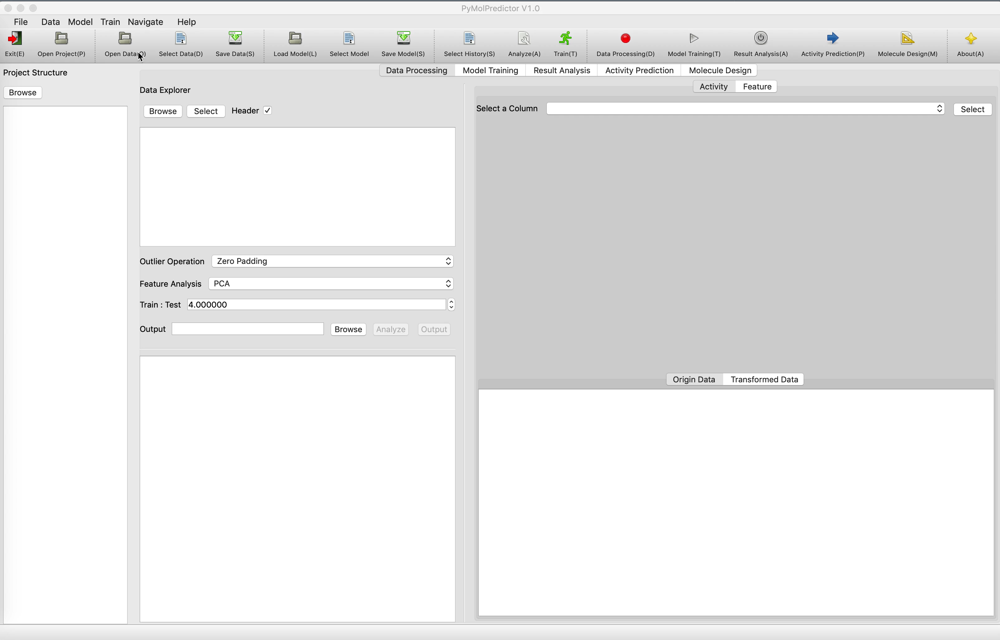 PyMolPredictor V1.0
File Data Model Train Navigate Help
Exit(E) Open Project(P) Open Data(O) Select Data(D) Save Data(S) Load Model(L) Select Model Save Model(S) Select History(S) Analyze(A) Train(T) Data Processing(D) Model Training(T) Result Analysis(A) Activity Prediction(P) Molecule Design(M) About(A)
Project Structure
Browse
Data Processing Model Training Result Analysis Activity Prediction Molecule Design
Data Explorer
Browse Select Header
Outlier Operation Zero Padding
Feature Analysis PCA
Train : Test 4.000000
Output Browse Analyze Output
Activity Feature
Select a Column Select
Origin Data Transformed Data